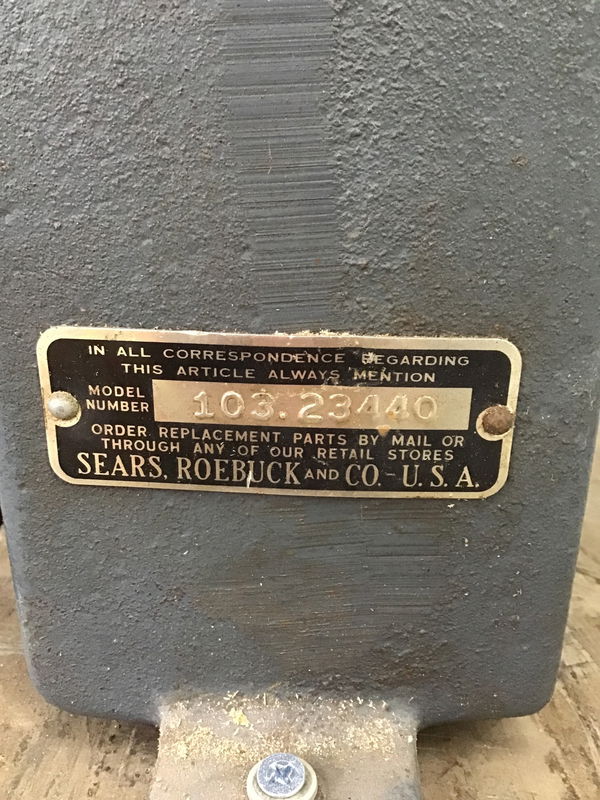 IN ALL CORRESPONDENCE REGARDING
THIS ARTICLE ALWAYS MENTION
MODEL
NUMBER
103.23440
ORDER REPLACEMENT PARTS BY MAIL OR
THROUGH ANY OF OUR RETAIL STORES
SEARS, ROEBUCK AND CO. - U. S. A.